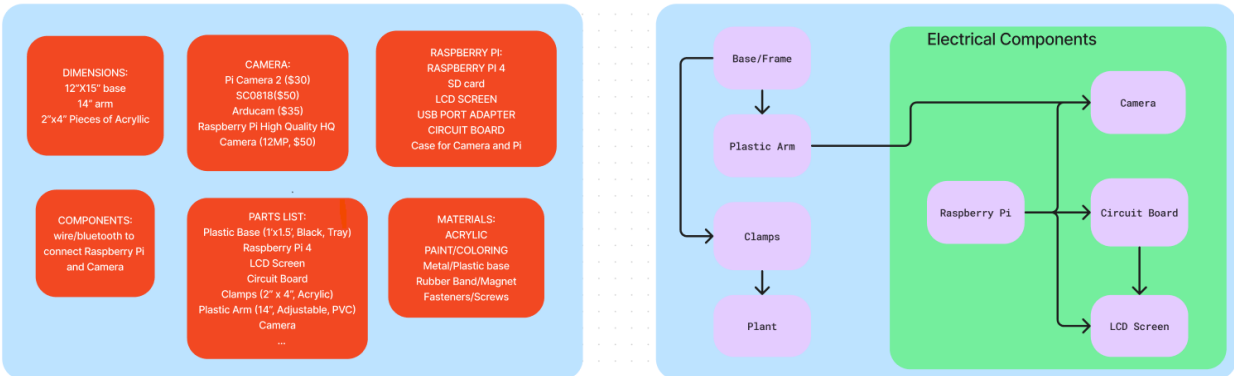 DIMENSIONS:
12"X15" base
14" arm
2"x4" Pieces of Acryllic
CAMERA:
Pi Camera 2 ($30)
SC0818($50)
Arducam ($35)
Raspberry Pi High Quality HQ
Camera (12MP, $50)
RASPBERRY PI:
RASPBERRY PI 4
SD card
LCD SCREEN
USB PORT ADAPTER
CIRCUIT BOARD
Case for Camera and Pi
COMPONENTS:
wire/bluetooth to
connect Raspberry Pi
and Camera
PARTS LIST:
Plastic Base (1'x1.5', Black, Tray)
Raspberry Pi 4
LCD Screen
Circuit Board
Clamps (2" x 4", Acrylic)
Plastic Arm (14", Adjustable, PVC)
Camera
...
MATERIALS:
ACRYLIC
PAINT/COLORING
Metal/Plastic base
Rubber Band/Magnet
Fasteners/Screws
Electrical Components
Base/Frame
Camera
Plastic Arm
Raspberry Pi
Circuit Board
Clamps
Plant
LCD Screen